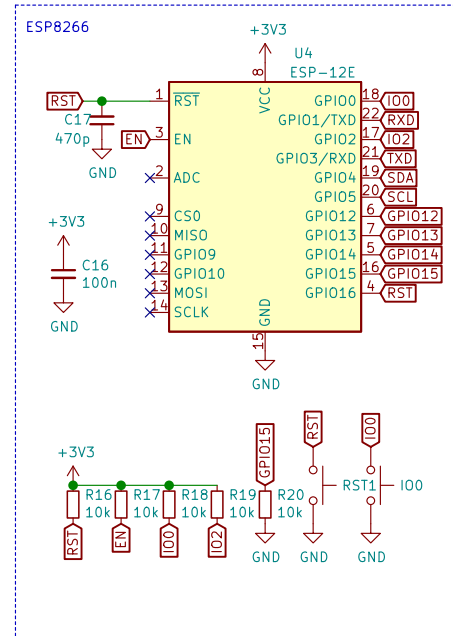 ESP8266
+3V3
U4
ESP-12E
8
VCC
RST 1 RST
C17
470p
GND
EN 3 EN
2 ADC
9 CS0
10 MISO
11 GPIO9
12 GPIO10
13 MOSI
14 SCLK
GPIO0 18 IO0
GPIO1/TXD 22 RXD
GPIO2 17 IO2
GPIO3/RXD 21 TXD
GPIO4 19 SDA
GPIO5 20 SCL
GPIO12 6 GPIO12
GPIO13 7 GPIO13
GPIO14 5 GPIO14
GPIO15 16 GPIO15
GPIO16 4 RST
GND
15
GND
+3V3
C16
100n
GND
+3V3
R16
10k
RST
R17
10k
EN
R18
10k
IO0
R19
10k
IO2
GPIO15
R20
10k
GND
RST
RST1
GND
IO0
IO0
GND